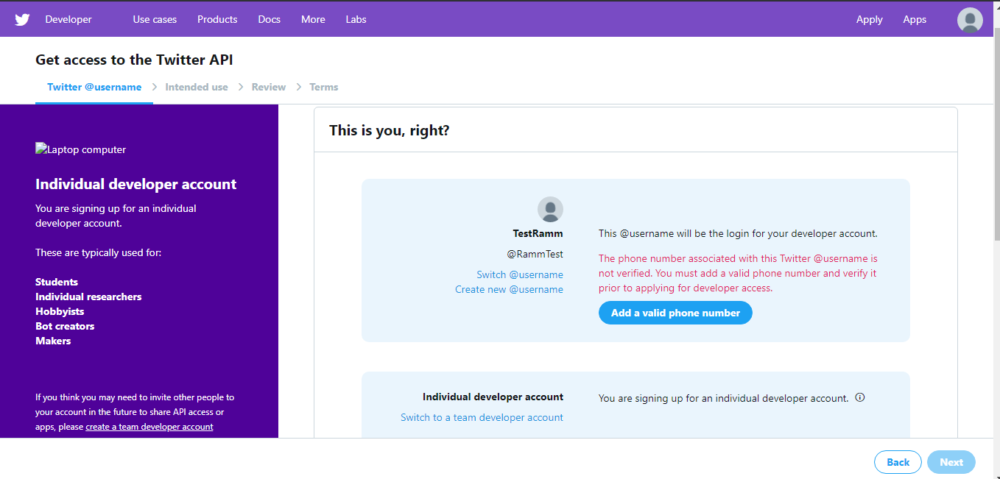 Developer Use cases Products Docs More Labs Apply Apps
Get access to the Twitter API
Twitter @username Intended use Review Terms
Laptop computer
Individual developer account
You are signing up for an individual
developer account.
These are typically used for:
Students
Individual researchers
Hobbyists
Bot creators
Makers
If you think you may need to invite other people to
your account in the future to share API access or
apps, please create a team developer account
This is you, right?
TestRamm
@RammTest
Switch @username
Create new @username
This @username will be the login for your developer account.
The phone number associated with this Twitter @username is
not verified. You must add a valid phone number and verify it
prior to applying for developer access.
Add a valid phone number
Individual developer account
Switch to a team developer account
You are signing up for an individual developer account.
Back Next